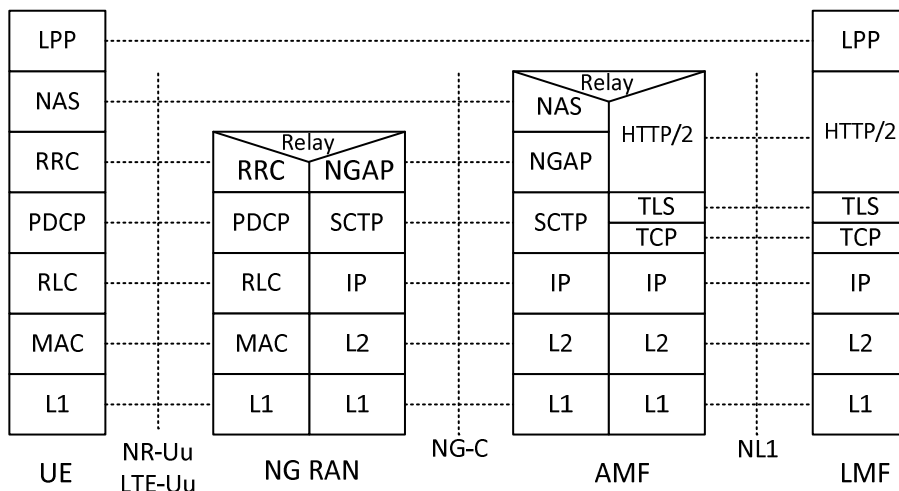 LPP LPP
NAS Relay
NAS HTTP/2 HTTP/2
RRC Relay
RRC NGAP NGAP
PDCP PDCP SCTP SCTP TLS TLS
TCP TCP
RLC RLC IP IP IP IP
MAC MAC L2 L2 L2 L2
L1 L1 L1 L1 L1 L1
NR-Uu NG-C NL1
LTE-Uu
UE NG RAN AMF LMF